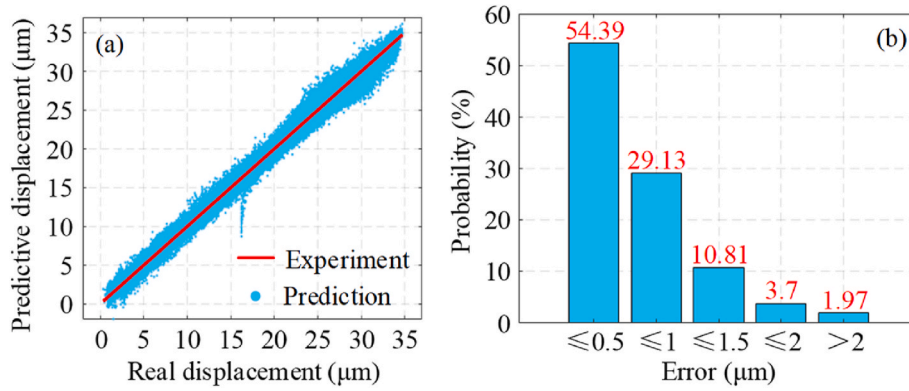 (a)
Predictive displacement (μm)
35
30
25
20
15
10
5
0
Experiment
Prediction
0 5 10 15 20 25 30 35
Real displacement (μm)
(b)
Probability (%)
60
50
40
30
20
10
0
54.39
29.13
10.81
3.7
1.97
⩽0.5 ⩽1 ⩽1.5 ⩽2 >2
Error (μm)